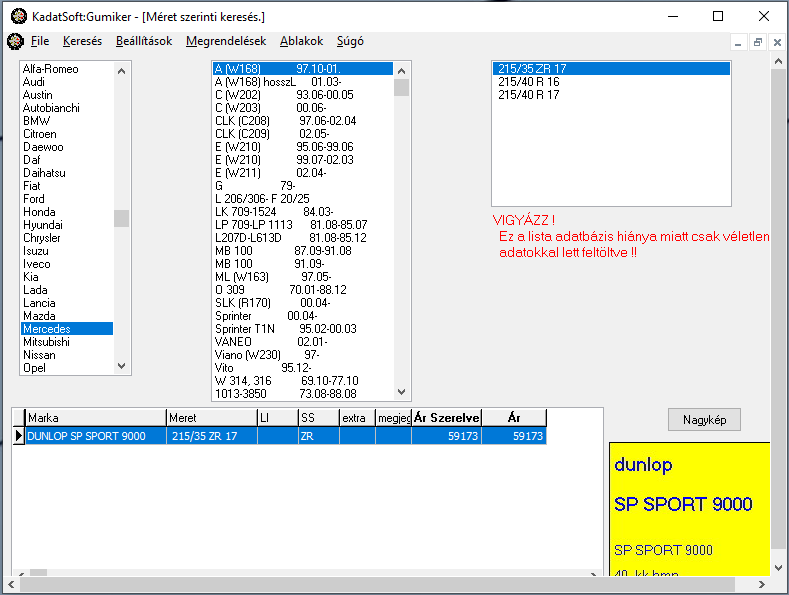 KadatSoft:Gumiker - [Méret szerinti keresés.]
File Keresés Beállítások Megrendelések Ablakok Súgó
Alfa-Romeo
Audi
Austin
Autobianchi
BMW
Citroen
Daewoo
Daf
Daihatsu
Fiat
Ford
Honda
Hyundai
Chrysler
Isuzu
Iveco
Kia
Lada
Lancia
Mazda
Mercedes
Mitsubishi
Nissan
Opel
A (W168) 97.10-01.
A (W168) hosszL 01.03-
C (W202) 93.06-00.05
C (W203) 00.06-
CLK (C208) 97.06-02.04
CLK (C209) 02.05-
E (W210) 95.06-99.06
E (W210) 99.07-02.03
E (W211) 02.04-
G 79-
L 206/306- F 20/25
LK 709-1524 84.03-
LP 709-LP 1113 81.08-85.07
L207D-L613D 81.08-85.12
MB 100 87.09-91.08
MB 100 91.09-
ML (W163) 97.05-
O 309 70.01-88.12
SLK (R170) 00.04-
Sprinter 00.04-
Sprinter T1N 95.02-00.03
VANEO 02.01-
Viano (W230) 97-
Vito 95.12-
W 314, 316 69.10-77.10
1013-3850 73.08-88.08
215/35 ZR 17
215/40 R 16
215/40 R 17
VIGYÁZZ !
Ez a lista adatbázis hiánya miatt csak véletlen
adatokkal lett feltöltve !!
Marka Meret LI SS extra megjeg Ár Szerelve Ár
DUNLOP SP SPORT 9000 215/35 ZR 17 ZR 59173 59173
Nagykép
dunlop
SP SPORT 9000
SP SPORT 9000